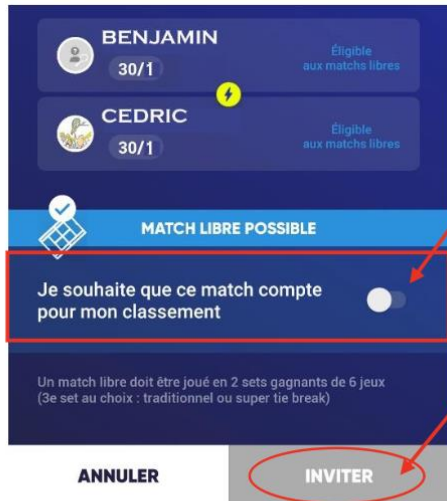 BENJAMIN
30/1
Éligible
aux matchs libres
CEDRIC
30/1
Éligible
aux matchs libres
MATCH LIBRE POSSIBLE
Je souhaite que ce match compte
pour mon classement
Un match libre doit être joué en 2 sets gagnants de 6 jeux
(3e set au choix : traditionnel ou super tie break)
ANNULER
INVITER